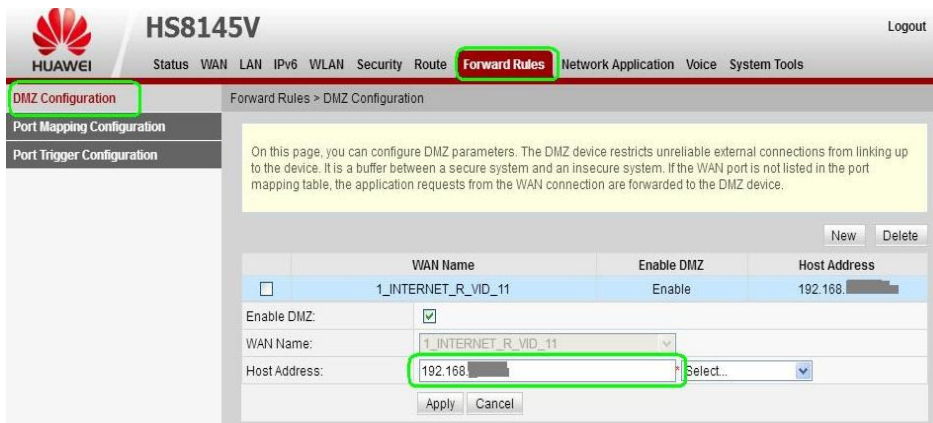 HUAWEI
HS8145V
Logout
Status WAN LAN IPv6 WLAN Security Route Forward Rules Network Application Voice System Tools
DMZ Configuration
Port Mapping Configuration
Port Trigger Configuration
Forward Rules > DMZ Configuration
On this page, you can configure DMZ parameters. The DMZ device restricts unreliable external connections from linking up
to the device. It is a buffer between a secure system and an insecure system. If the WAN port is not listed in the port
mapping table, the application requests from the WAN connection are forwarded to the DMZ device.
New Delete
WAN Name Enable DMZ Host Address
1_INTERNET_R_VID_11 Enable 192.168.
Enable DMZ:
WAN Name: 1_INTERNET_R_VID_11
Host Address: 192.168. * Select...
Apply Cancel